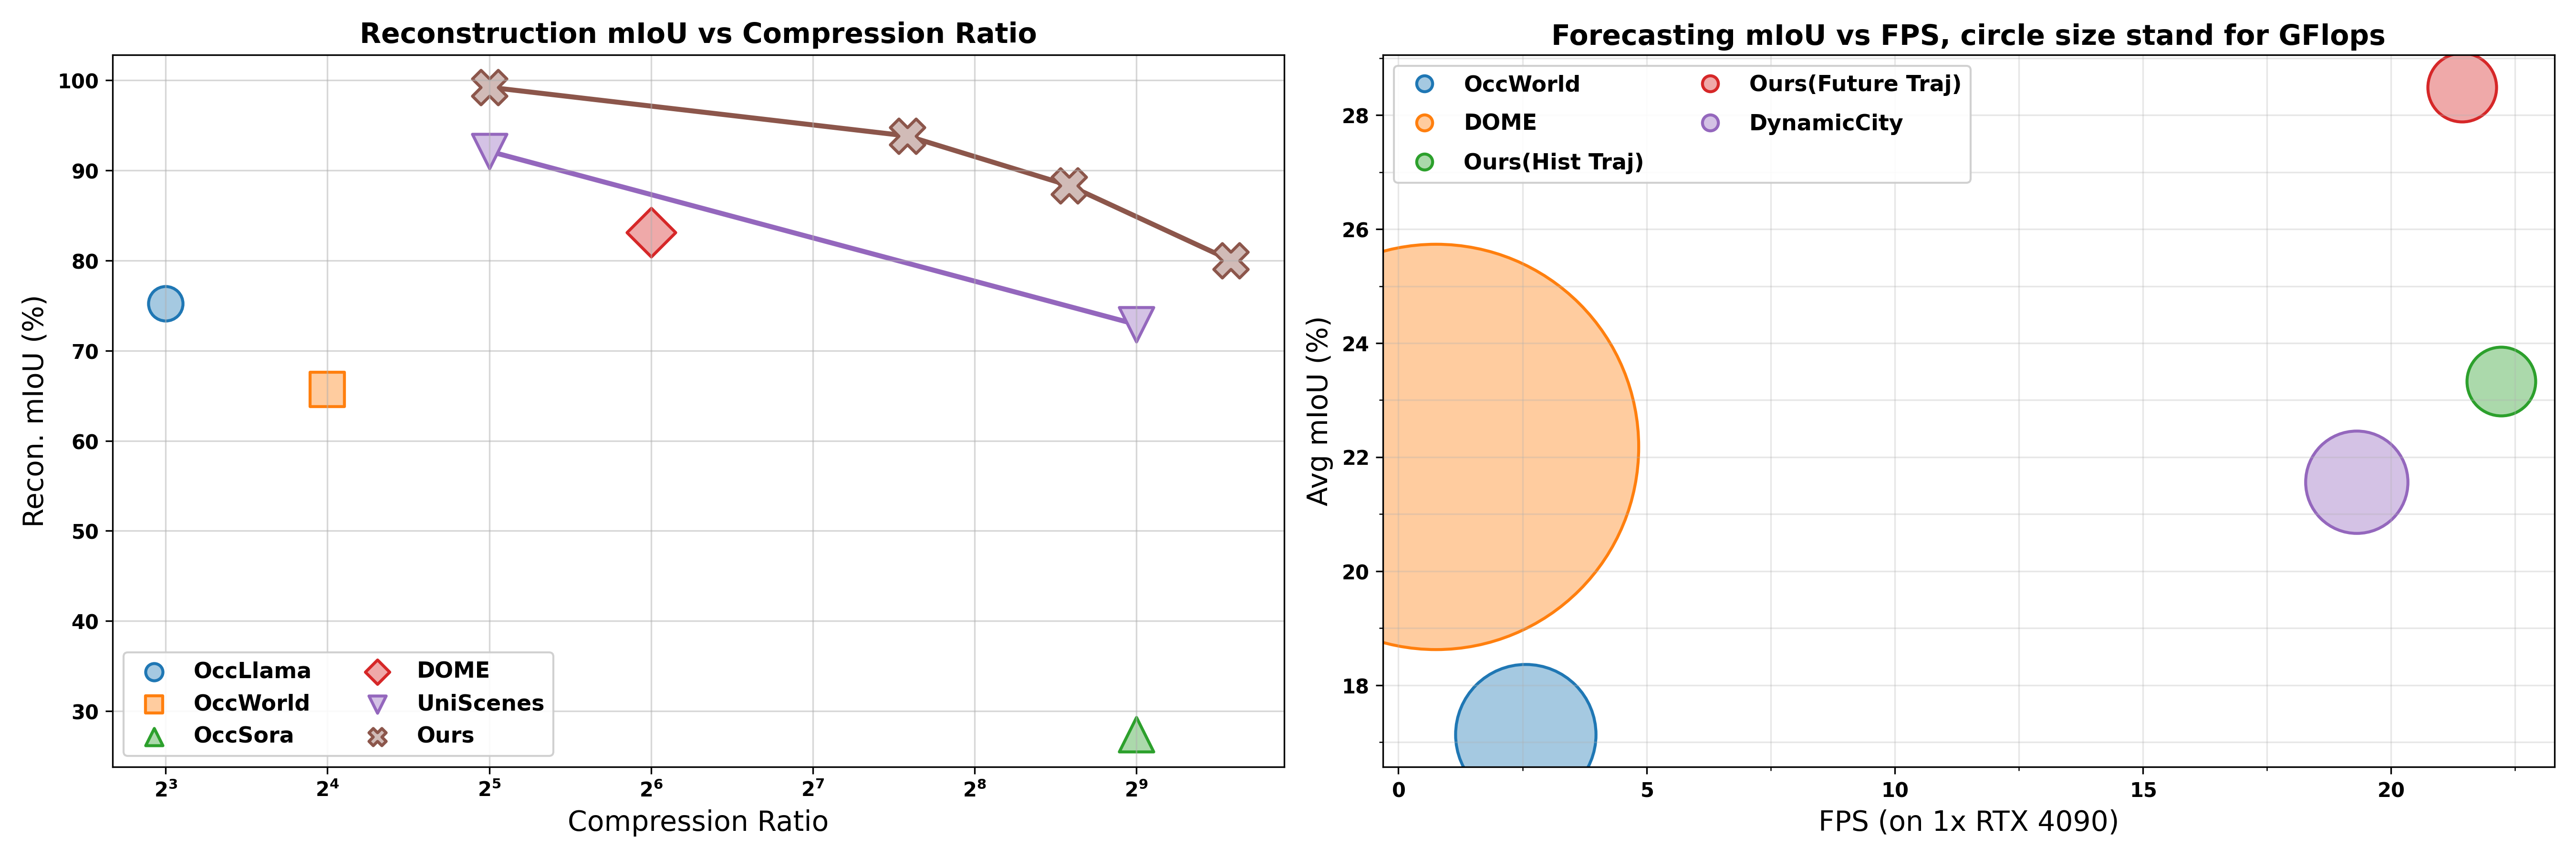 Reconstruction mIoU vs Compression Ratio
Recon. mIoU (%)
100
90
80
70
60
50
40
30
OccLlama
OccWorld
OccSora
DOME
UniScenes
Ours
2³ 2⁴ 2⁵ 2⁶ 2⁷ 2⁸ 2⁹
Compression Ratio
Forecasting mIoU vs FPS, circle size stand for GFlops
Avg mIoU (%)
28
26
24
22
20
18
OccWorld
DOME
Ours(Hist Traj)
Ours(Future Traj)
DynamicCity
0 5 10 15 20
FPS (on 1x RTX 4090)